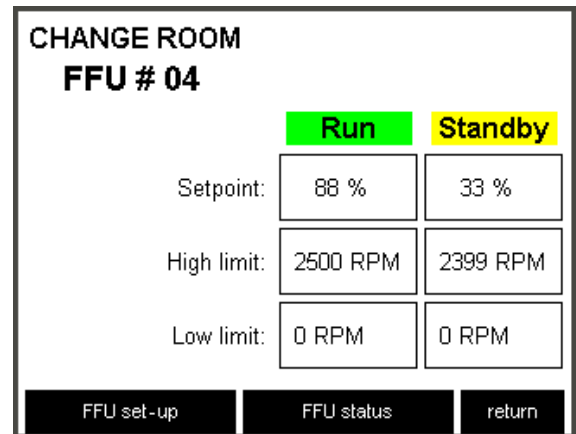 CHANGE ROOM
FFU # 04
Run Standby
Setpoint: 88 % 33 %
High limit: 2500 RPM 2399 RPM
Low limit: 0 RPM 0 RPM
FFU set-up FFU status return